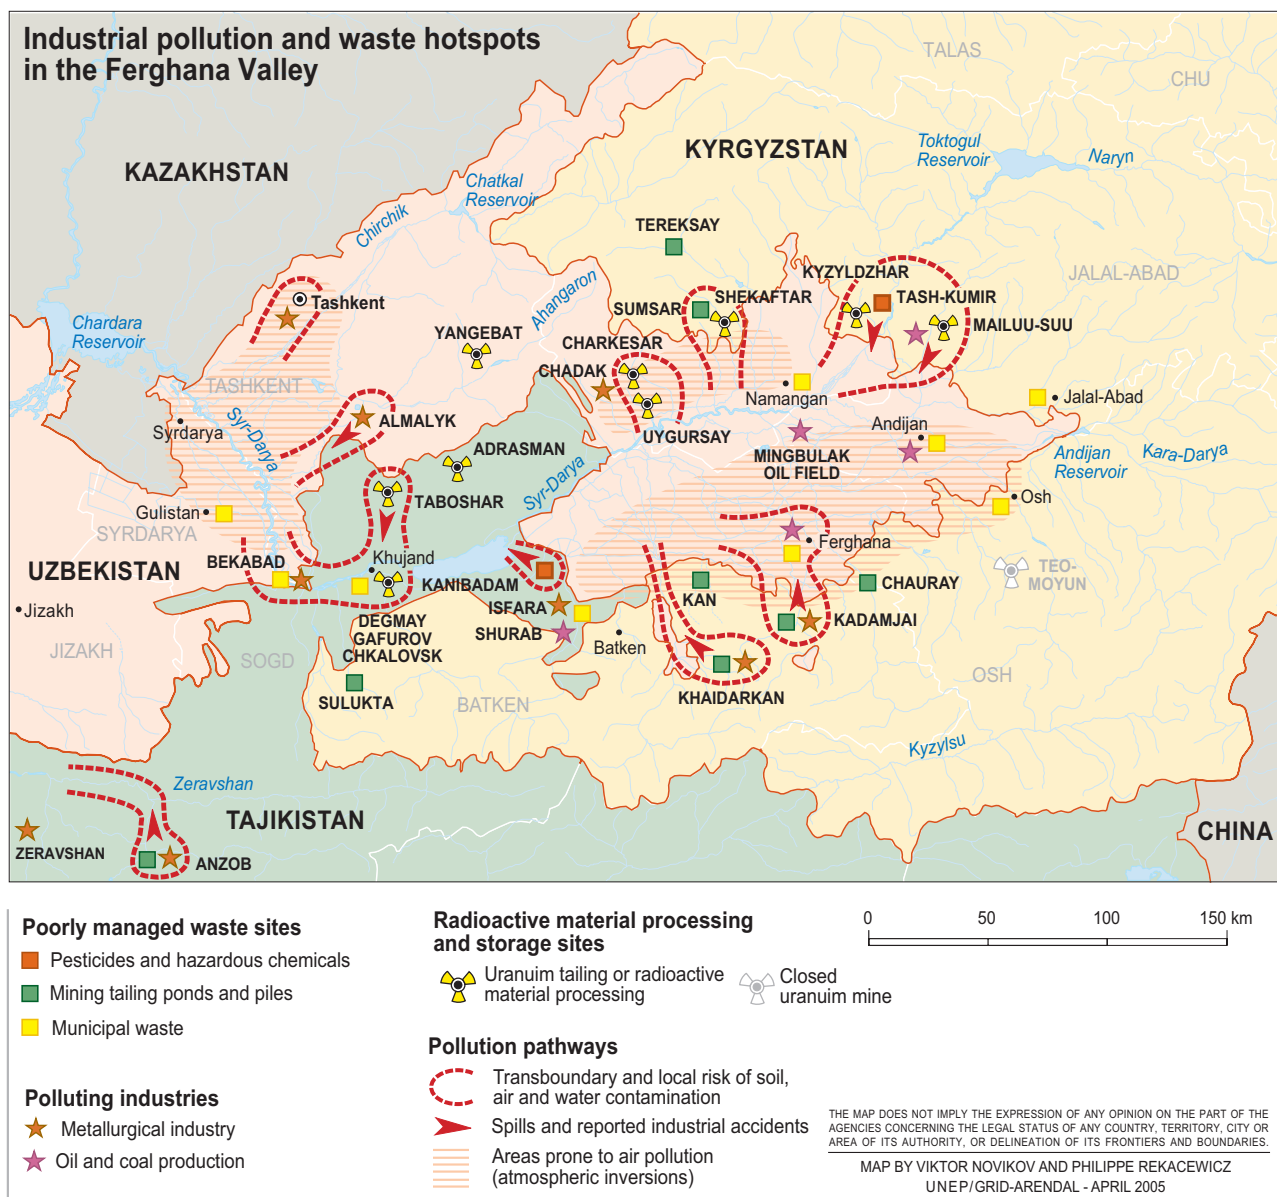 Industrial pollution and waste hotspots
in the Ferghana Valley
TALAS
CHU
KAZAKHSTAN
KYRGYZSTAN
Toktogul
Reservoir
Naryn
Chatkal
Reservoir
Chirchik
TEREKSAY
KYZYLDZHAR
JALAL-ABAD
Tashkent
Ahangaron
SUMSAR
SHEKAFTAR
TASH-KUMIR
MAILUU-SUU
Chardara
Reservoir
YANGEBAT
CHARKESAR
CHADAK
TASHKENT
Namangan
Jalal-Abad
Syrdarya
Syr-Darya
ALMALYK
UYGURSAY
Andijan
ADRASMAN
MINGBULAK
OIL FIELD
Andijan
Reservoir
Kara-Darya
Syr-Darya
TABOSHAR
Osh
Gulistan
SYRDARYA
Ferghana
BEKABAD
Khujand
UZBEKISTAN
KANIBADAM
TEO-
MOYUN
CHAURAY
KAN
Jizakh
ISFARA
DEGMAY
GAFUROV
CHKALOVSK
SHURAB
KADAMJAI
Batken
JIZAKH
SOGD
OSH
SULUKTA
BATKEN
KHAIDARKAN
Kyzylsu
Zeravshan
TAJIKISTAN
CHINA
ZERAVSHAN
ANZOB
Poorly managed waste sites
Pesticides and hazardous chemicals
Mining tailing ponds and piles
Municipal waste
Polluting industries
Metallurgical industry
Oil and coal production
Radioactive material processing
and storage sites
Uranuim tailing or radioactive
material processing
Closed
uranuim mine
Pollution pathways
Transboundary and local risk of soil,
air and water contamination
Spills and reported industrial accidents
Areas prone to air pollution
(atmospheric inversions)
0 50 100 150 km
THE MAP DOES NOT IMPLY THE EXPRESSION OF ANY OPINION ON THE PART OF THE
AGENCIES CONCERNING THE LEGAL STATUS OF ANY COUNTRY, TERRITORY, CITY OR
AREA OF ITS AUTHORITY, OR DELINEATION OF ITS FRONTIERS AND BOUNDARIES.
MAP BY VIKTOR NOVIKOV AND PHILIPPE REKACEWICZ
UNEP/GRID-ARENDAL - APRIL 2005